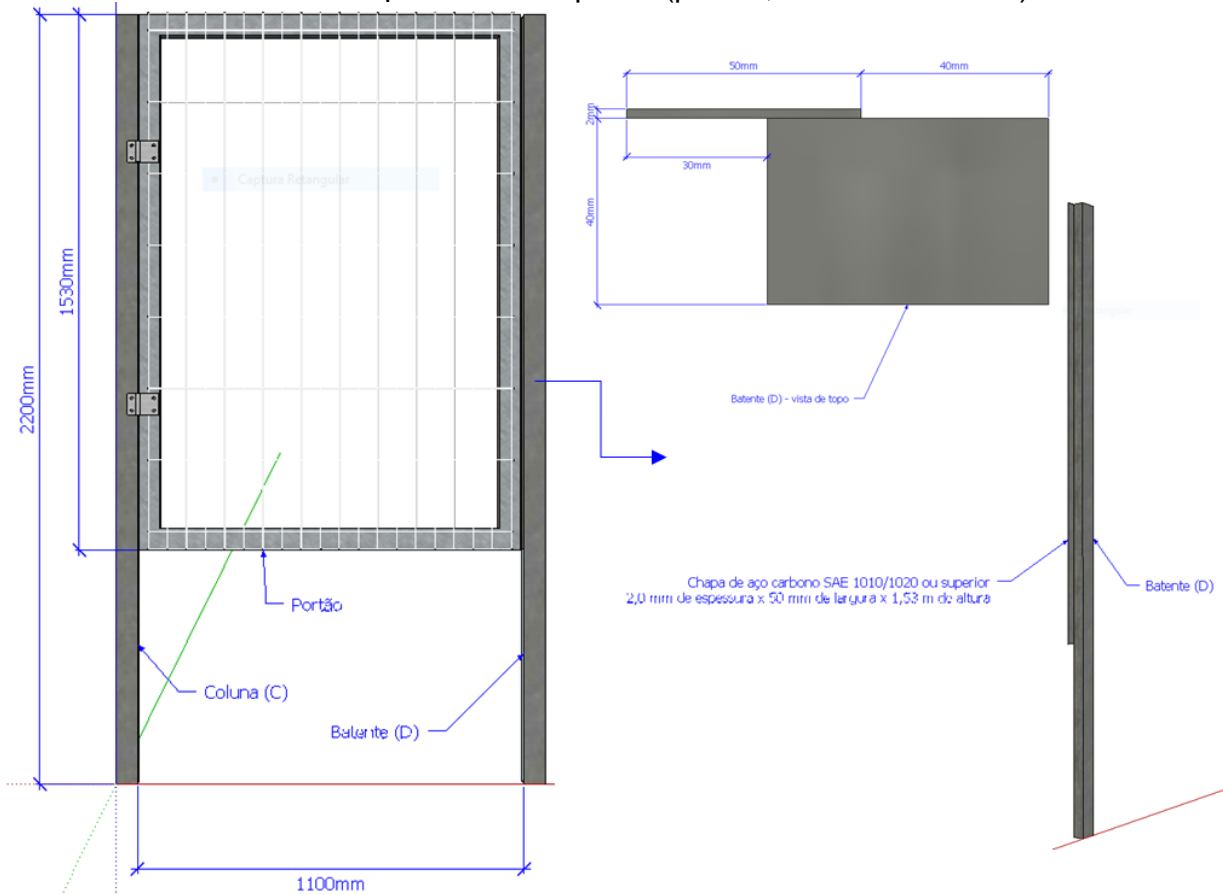 50mm
40mm
2mm
30mm
40mm
Captura Retangular
1530mm
2200mm
Batente (D) - vista de topo
Chapa de aço carbono SAE 1010/1020 ou superior
2,0 mm de espessura x 50 mm de largura x 1,53 m de altura
Batente (D)
Portão
Coluna (C)
Batente (D)
1100mm